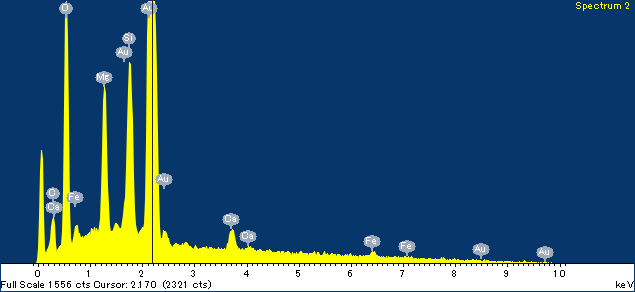 Spectrum 2
O
Au
Si
Au
Mg
Au
O
Fe
Ca
Ca
Ca
Fe
Fe
Au
Au
0 1 2 3 4 5 6 7 8 9 10
Full Scale 1556 cts Cursor: 2.170 (2321 cts) keV